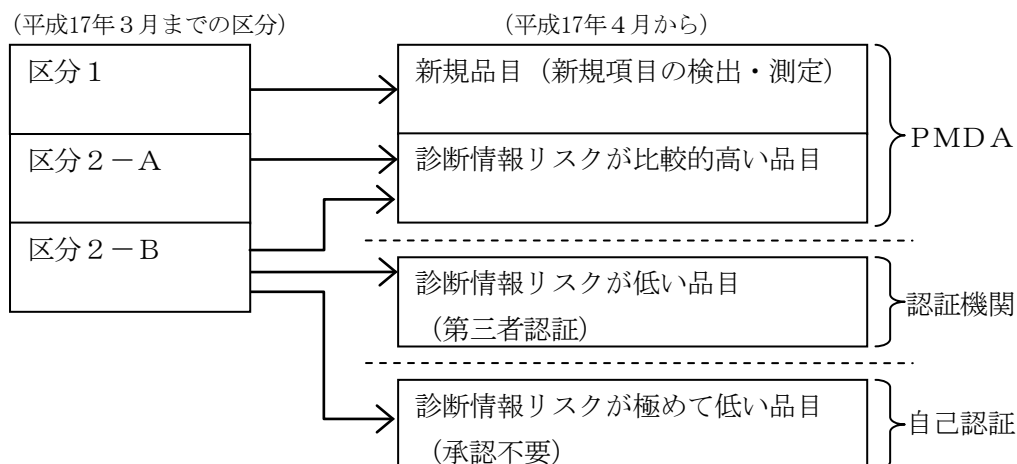 (平成17年3月までの区分)
(平成17年4月から)
区分1
新規品目(新規項目の検出・測定)
区分2-A
診断情報リスクが比較的高い品目
PMDA
区分2-B
診断情報リスクが低い品目
(第三者認証)
認証機関
診断情報リスクが極めて低い品目
(承認不要)
自己認証